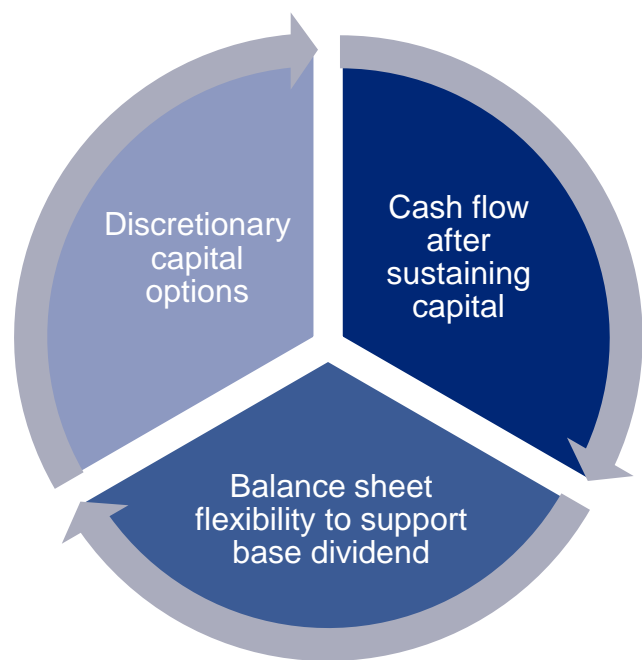 Discretionary
capital
options
Cash flow
after
sustaining
capital
Balance sheet
flexibility to support
base dividend